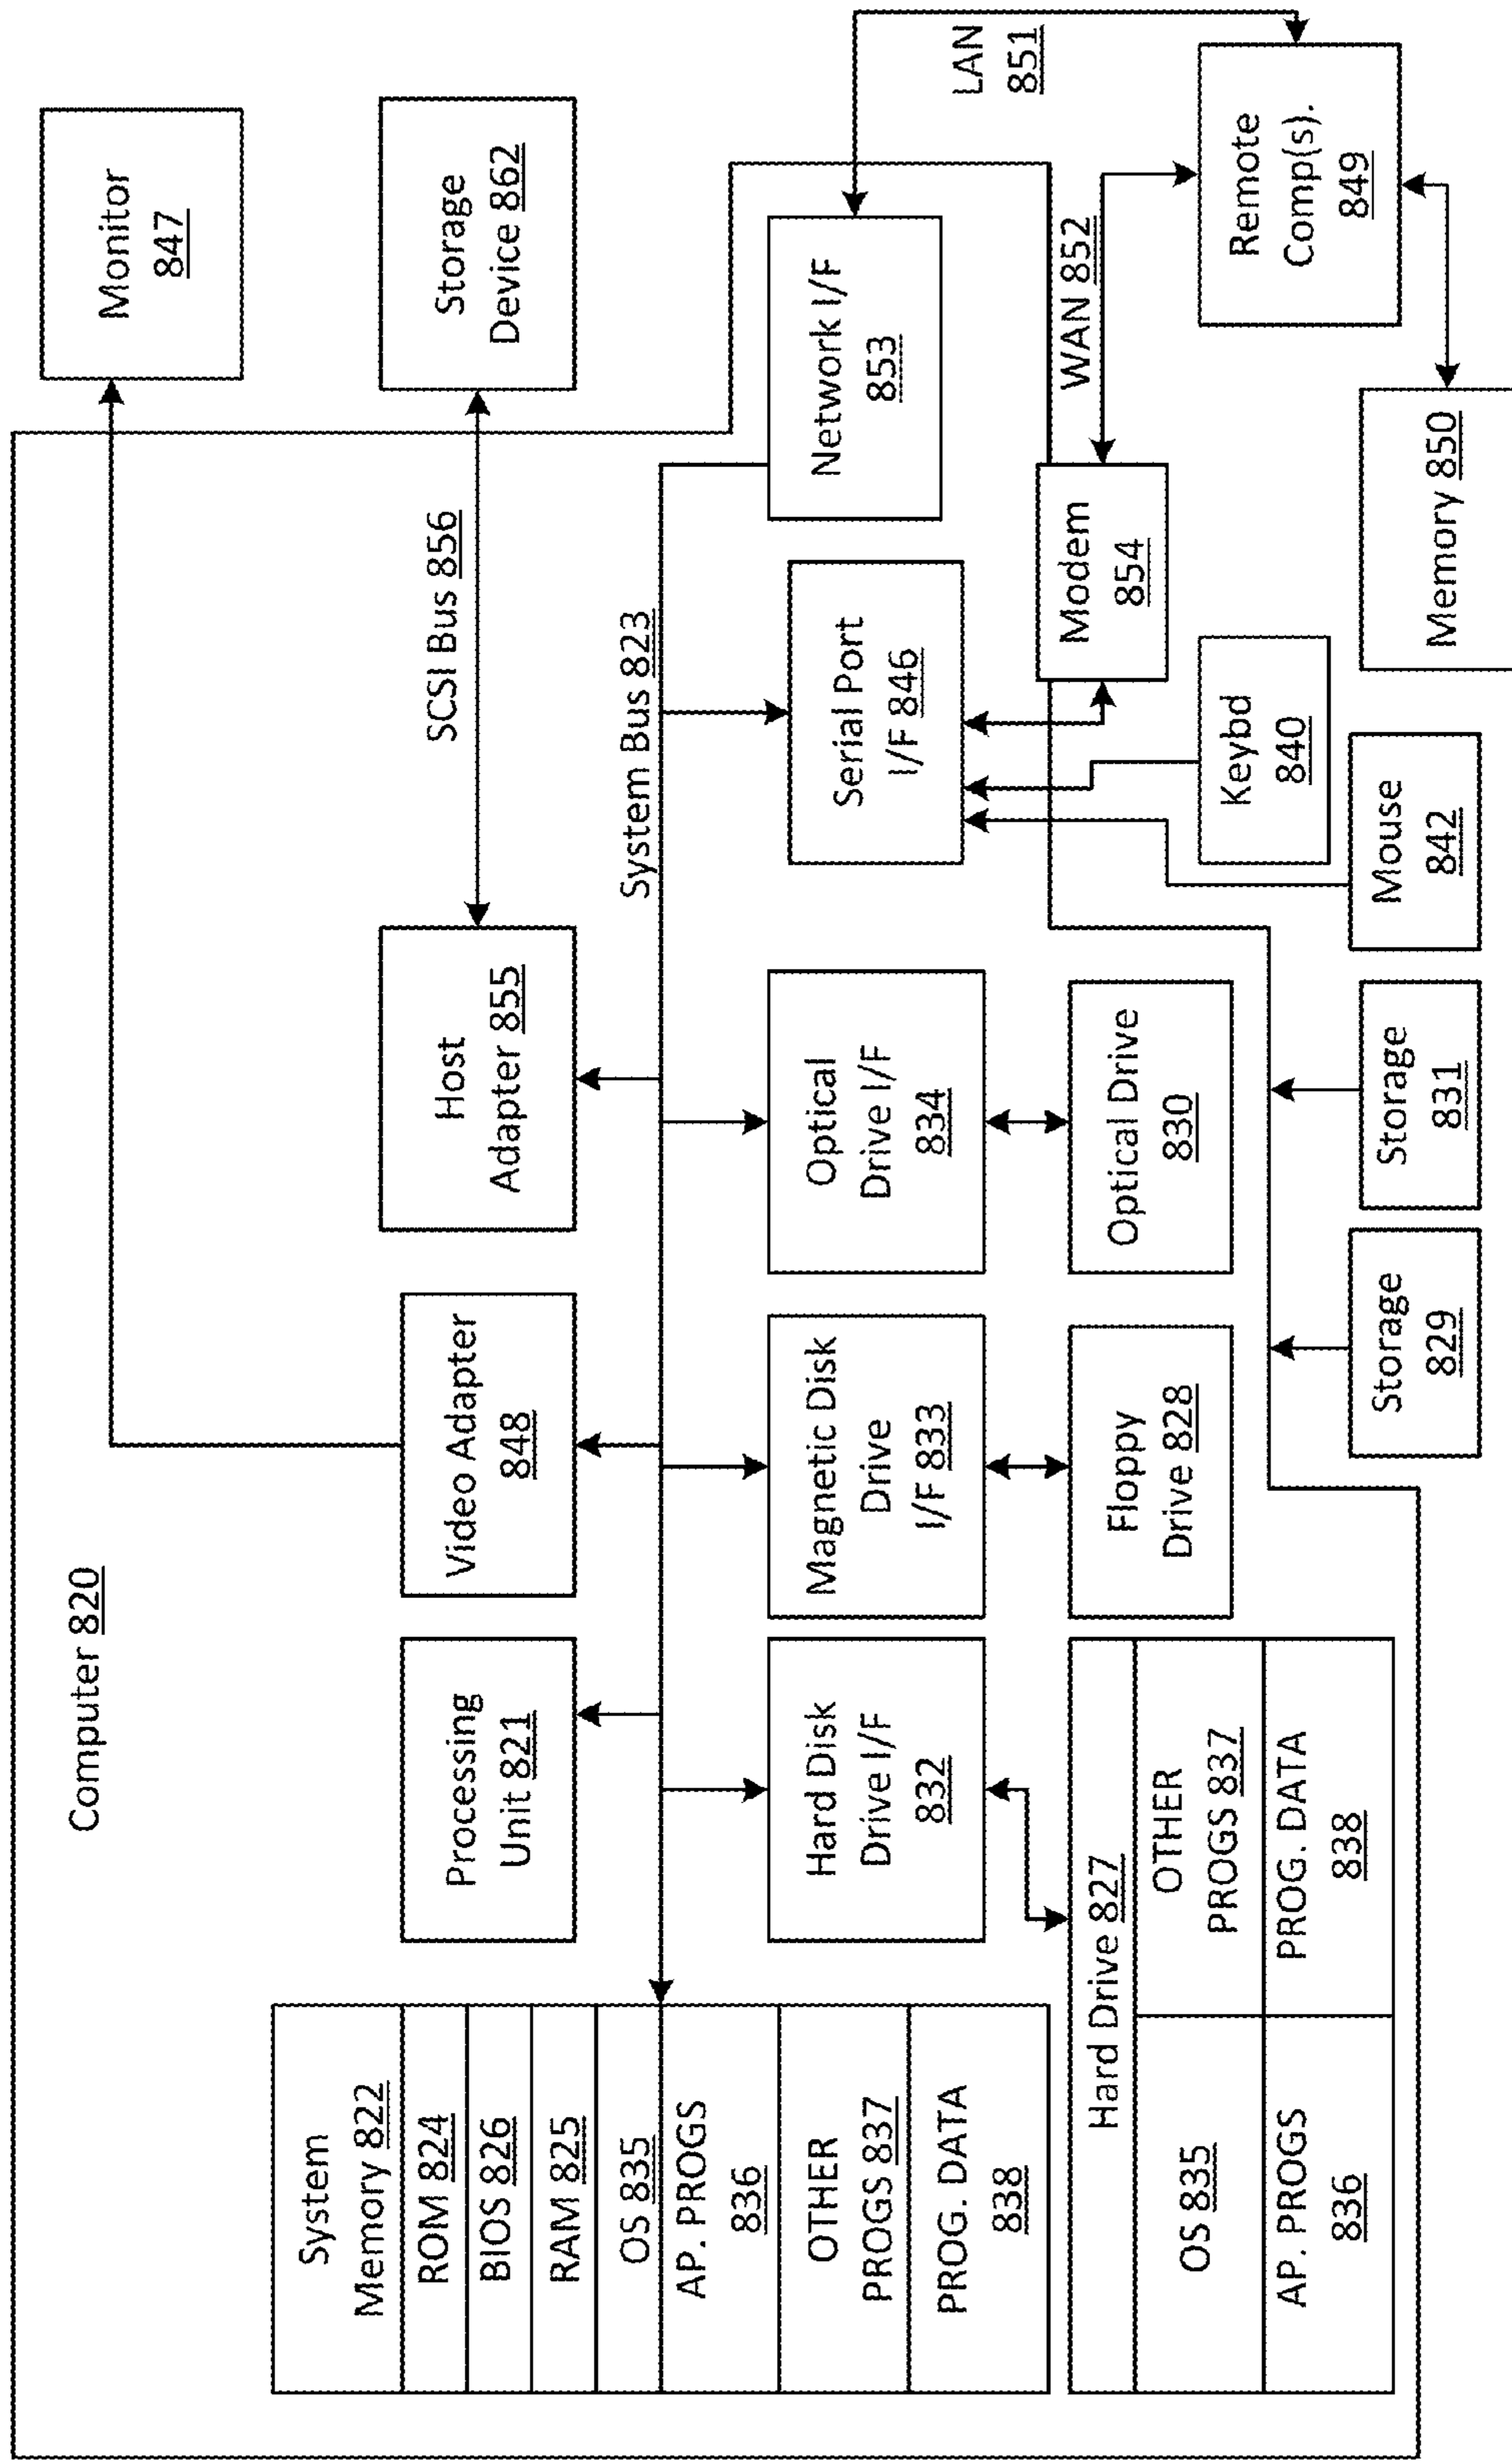 Computer 820
Monitor
847
System
Memory 822
ROM 824
BIOS 826
RAM 825
OS 835
AP. PROGS
836
OTHER
PROGS 837
PROG. DATA
838
Processing
Unit 821
Video Adapter
848
Host
Adapter 855
SCSI Bus 856
Storage
Device 862
System Bus 823
Hard Disk
Drive I/F
832
Magnetic Disk
Drive
I/F 833
Optical
Drive I/F
834
Serial Port
I/F 846
Network I/F
853
LAN
851
Hard Drive 827
OS 835
OTHER
PROGS 837
AP. PROGS
836
PROG. DATA
838
Floppy
Drive 828
Optical Drive
830
Modem
854
WAN 852
Remote
Comp(s).
849
Keybd
840
Storage
829
Storage
831
Mouse
842
Memory 850